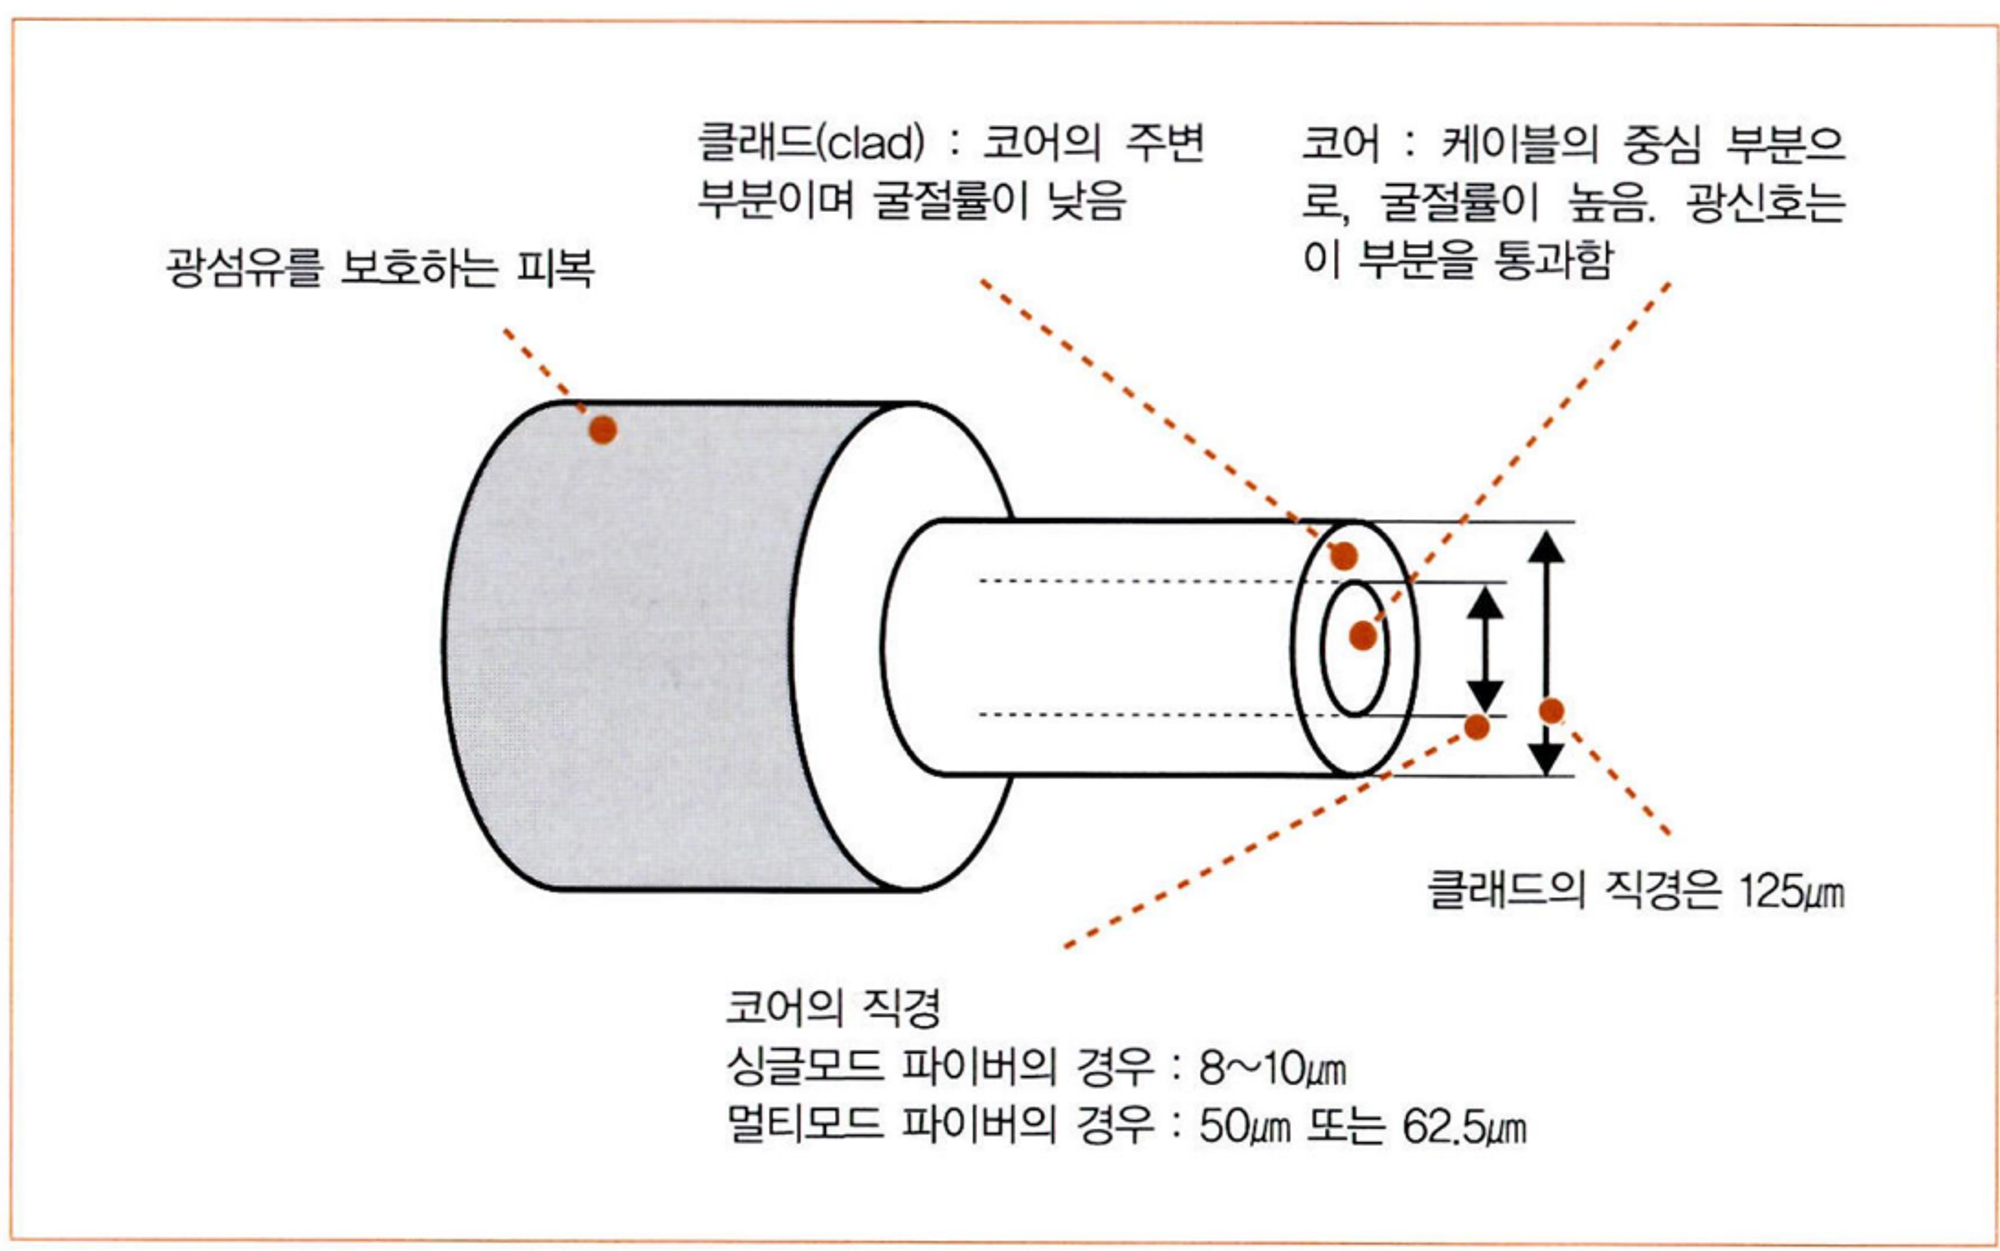 클래드(clad) : 코어의 주변
부분이며 굴절률이 낮음
코어 : 케이블의 중심 부분으
로, 굴절률이 높음. 광신호는
이 부분을 통과함
광섬유를 보호하는 피복
클래드의 직경은 125㎛
코어의 직경
싱글모드 파이버의 경우 : 8~10㎛
멀티모드 파이버의 경우 : 50㎛ 또는 62.5㎛